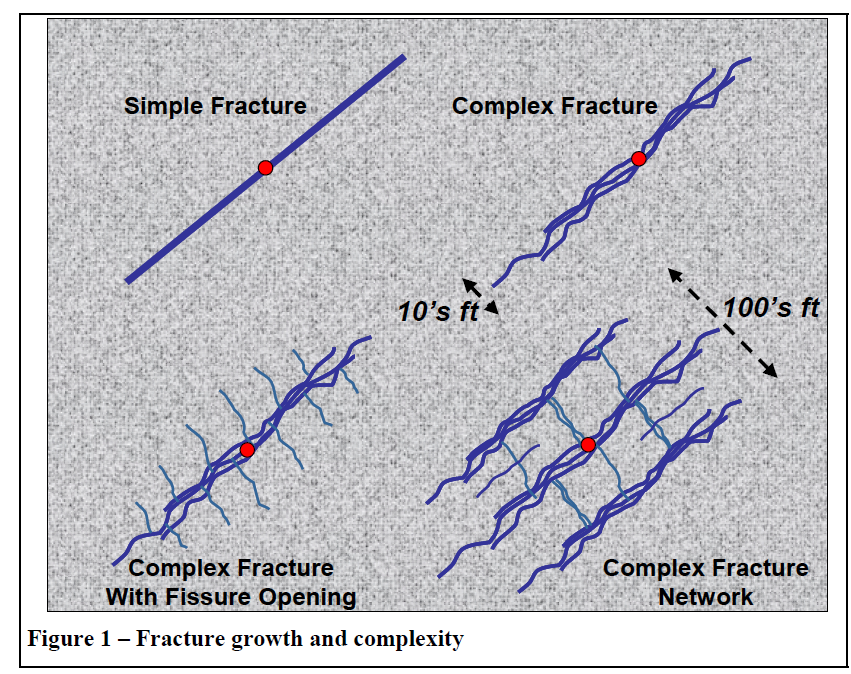 Simple Fracture
Complex Fracture
10's ft
100's ft
Complex Fracture
With Fissure Opening
Complex Fracture
Network
Figure 1 – Fracture growth and complexity